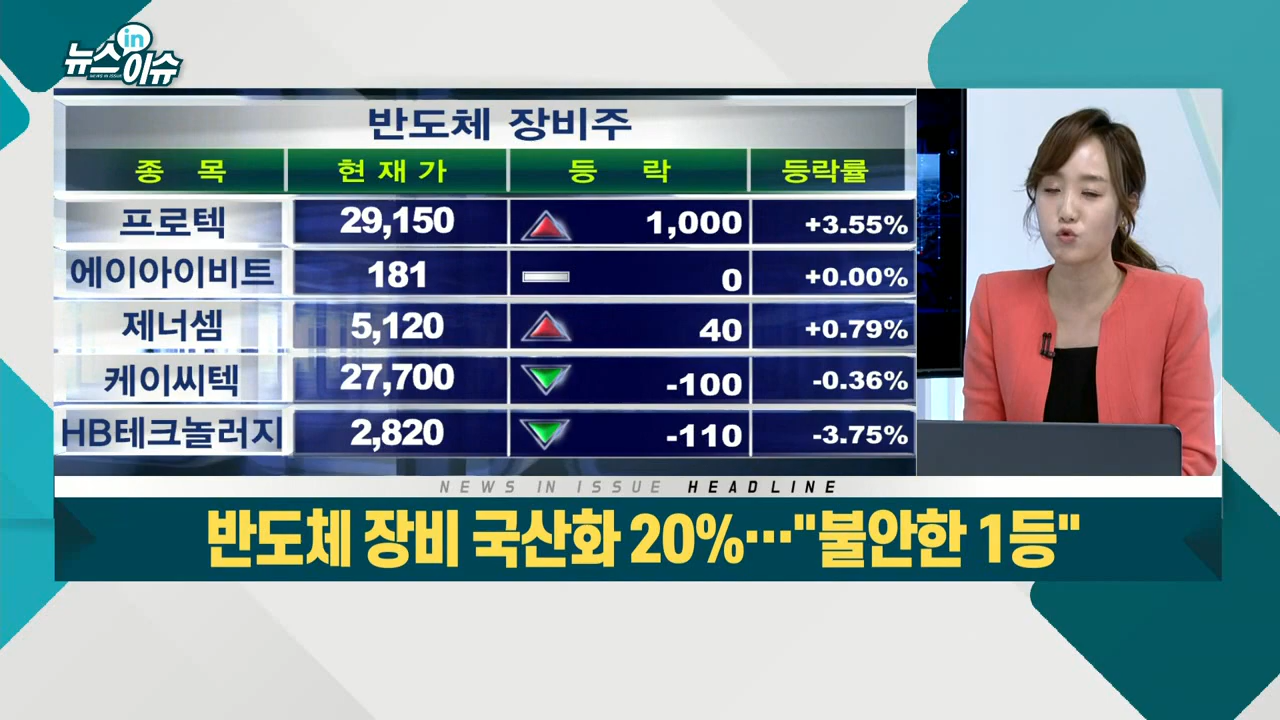 뉴스in이슈
NEWS IN ISSUE
반도체 장비주
종 목 현재가 등 락 등락률
프로텍 29,150 1,000 +3.55%
에이아이비트 181 0 +0.00%
제너셈 5,120 40 +0.79%
케이씨텍 27,700 -100 -0.36%
HB테크놀러지 2,820 -110 -3.75%
NEWS IN ISSUE HEADLINE
반도체 장비 국산화 20%…"불안한 1등"